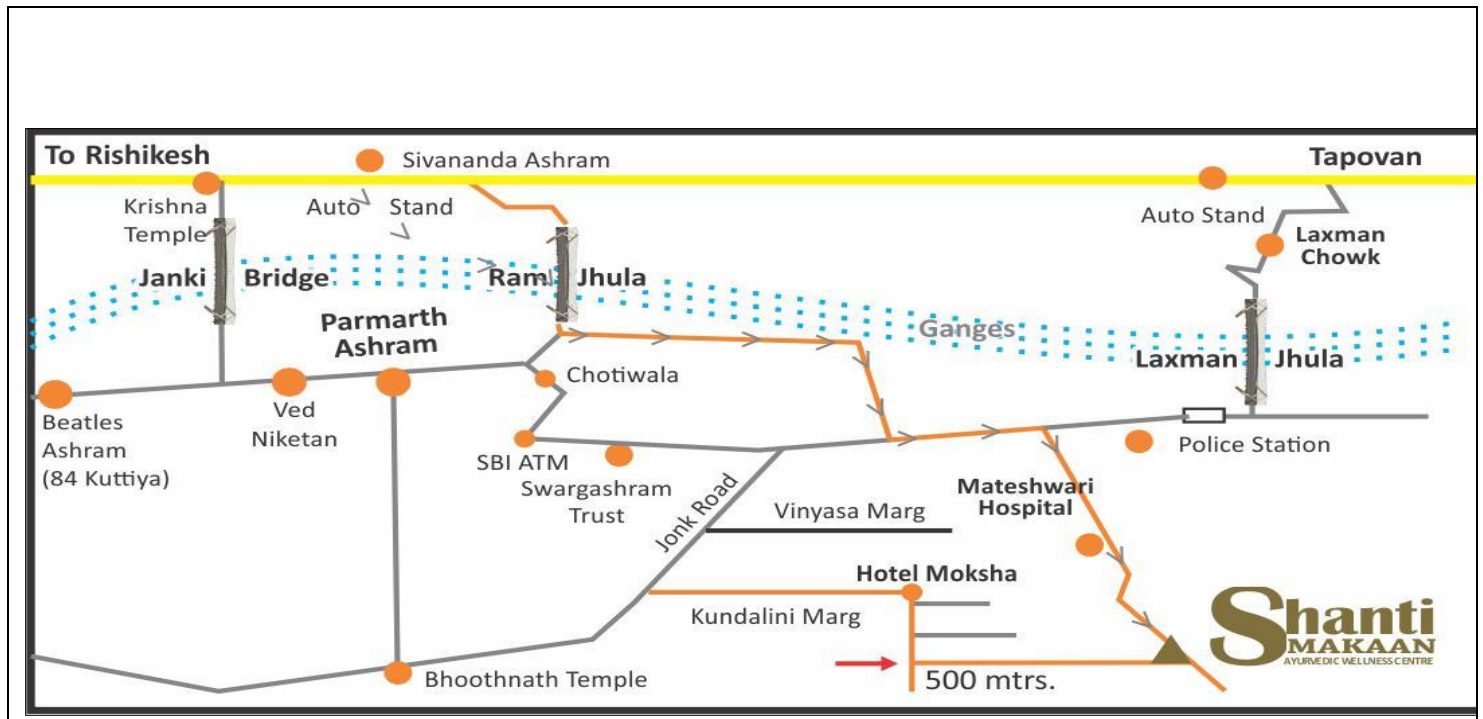 To Rishikesh
Sivananda Ashram
Tapovan
Krishna
Temple
Auto Stand
Auto Stand
Laxman
Chowk
Janki Bridge
Ram Jhula
Parmarth
Ashram
Ganges
Laxman Jhula
Chotiwala
Beatles
Ashram
(84 Kuttiya)
Ved
Niketan
SBI ATM
Swargashram
Trust
Police Station
Jonk Road
Vinyasa Marg
Mateshwari
Hospital
Hotel Moksha
Kundalini Marg
Shanti
MAKAAN
AYURVEDIC WELLNESS CENTRE
Bhoothnath Temple
500 mtrs.